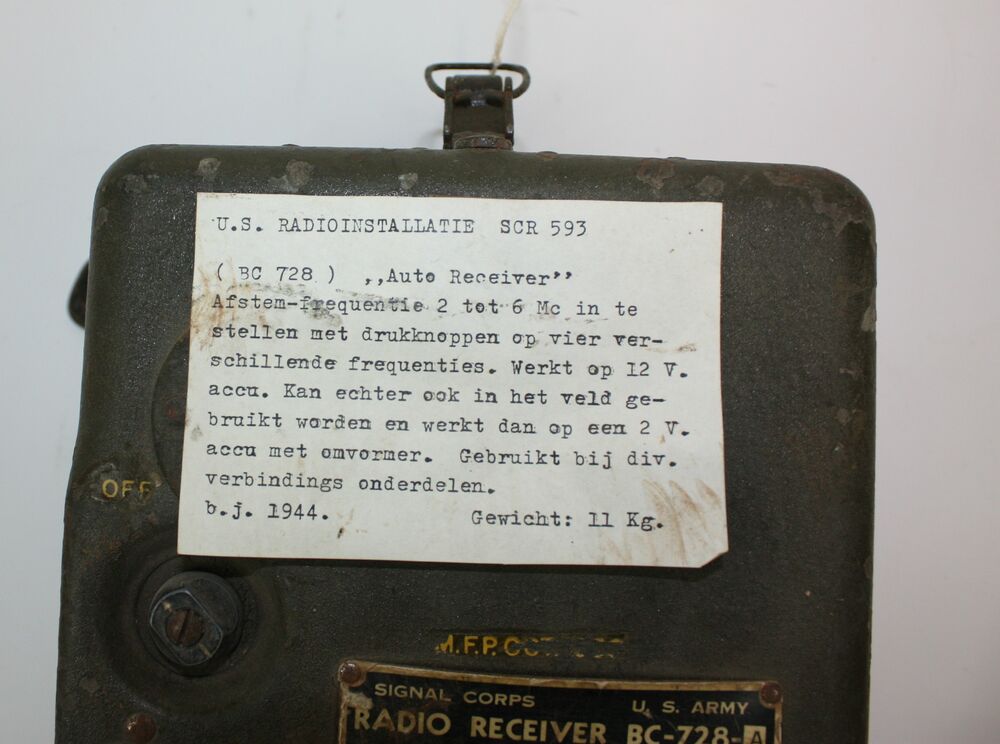 U.S. RADIOINSTALLATIE SCR 593
( BC 728 ) ,,Auto Receiver’’
Afstem-frequentie 2 tot 6 Mc in te
stellen met drukknoppen op vier ver-
schillende frequenties. Werkt op 12 V.
accu. Kan echter ook in het veld ge-
bruikt worden en werkt dan op een 2 V.
accu met omvormer. Gebruikt bij div.
verbindings onderdelen.
b.j. 1944. Gewicht: 11 Kg.
OFF
M.F.P.
SIGNAL CORPS U. S. ARMY
RADIO RECEIVER BC-728-A